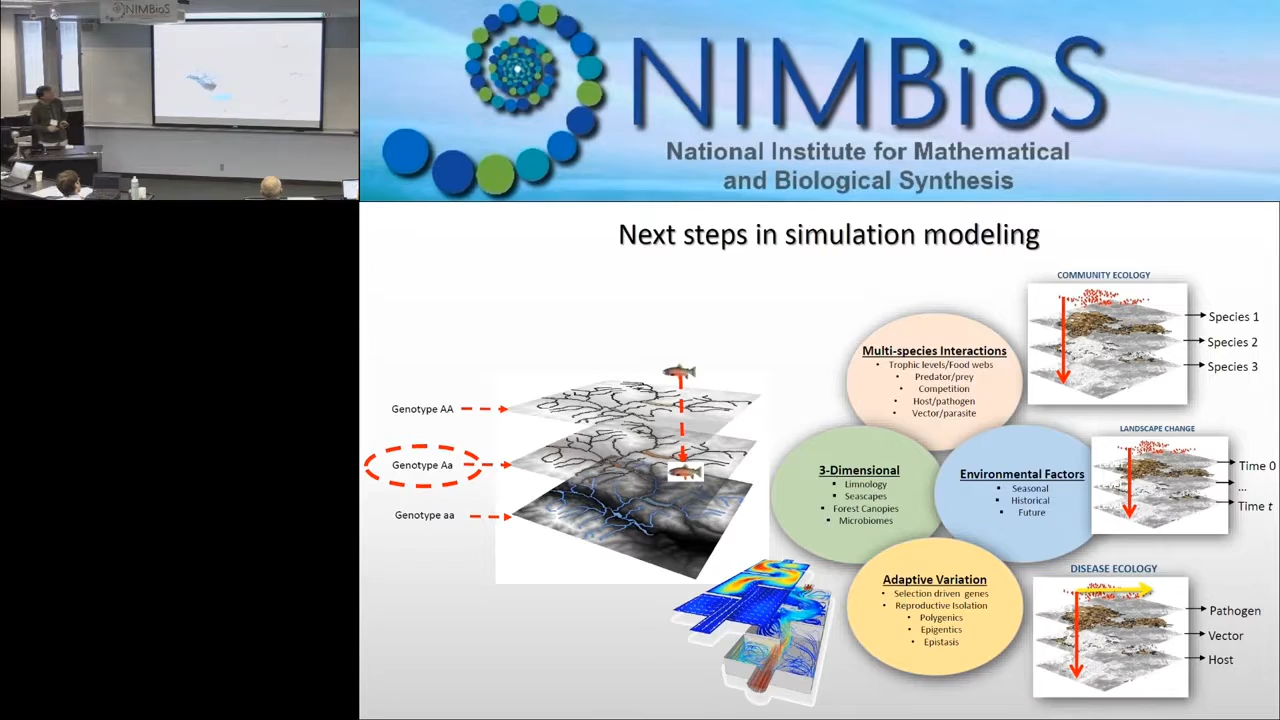 NIMBioS
NIMBioS
National Institute for Mathematical
and Biological Synthesis
Next steps in simulation modeling
Genotype AA
Genotype Aa
Genotype aa
Multi-species Interactions
• Trophic levels/Food webs
• Predator/prey
• Competition
• Host/pathogen
• Vector/parasite
3-Dimensional
▪ Limnology
▪ Seascapes
▪ Forest Canopies
▪ Microbiomes
Environmental Factors
• Seasonal
• Historical
• Future
Adaptive Variation
• Selection driven genes
• Reproductive Isolation
• Polygenics
• Epigentics
• Epistasis
COMMUNITY ECOLOGY
Species 1
Species 2
Species 3
LANDSCAPE CHANGE
Time 0
...
Time t
DISEASE ECOLOGY
Pathogen
Vector
Host